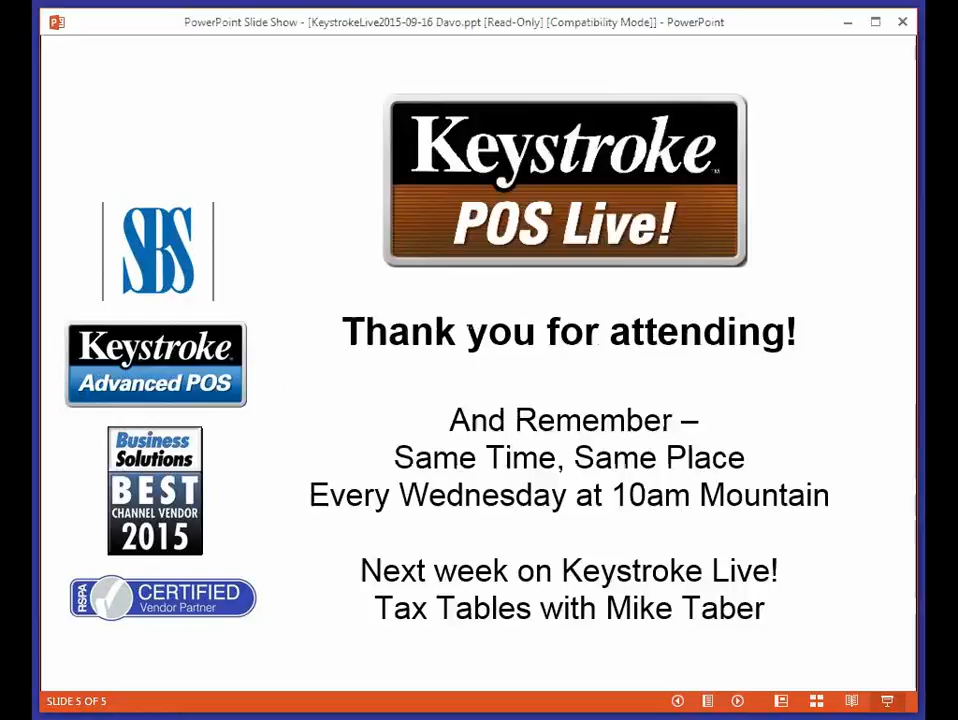 PowerPoint Slide Show - [KeystrokeLive2015-09-16 Davo.ppt [Read-Only] [Compatibility Mode]] - PowerPoint
Keystroke™
POS Live!
SBS
Keystroke
Advanced POS
Business
Solutions
BEST
CHANNEL VENDOR
2015
RSPA
CERTIFIED
Vendor Partner
Thank you for attending!
And Remember –
Same Time, Same Place
Every Wednesday at 10am Mountain
Next week on Keystroke Live!
Tax Tables with Mike Taber
SLIDE 5 OF 5